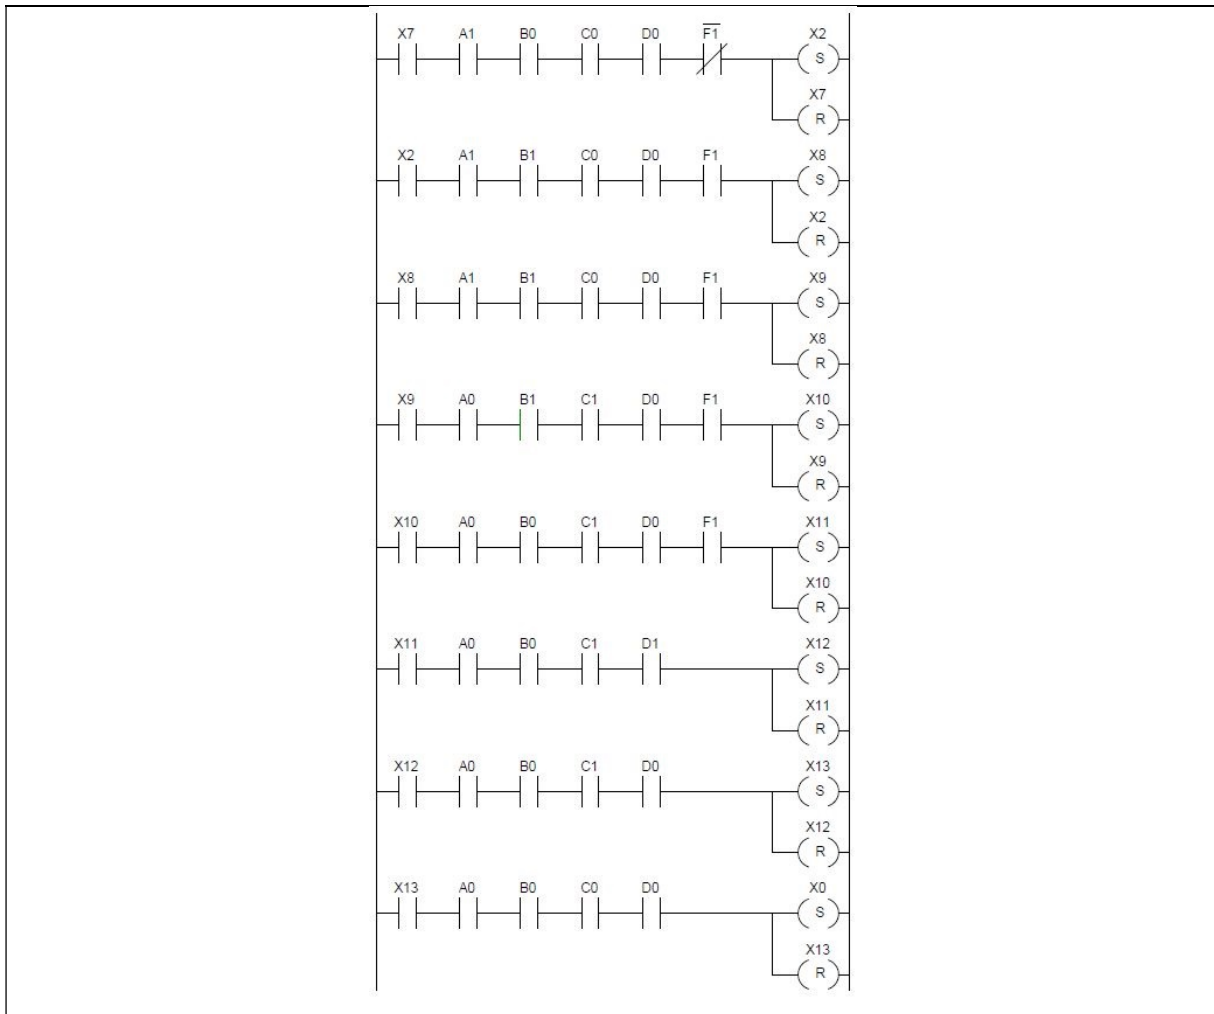 X7 A1 B0 C0 D0 F1 X2
S
X7
R
X2 A1 B1 C0 D0 F1 X8
S
X2
R
X8 A1 B1 C0 D0 F1 X9
S
X8
R
X9 A0 B1 C1 D0 F1 X10
S
X9
R
X10 A0 B0 C1 D0 F1 X11
S
X10
R
X11 A0 B0 C1 D1 X12
S
X11
R
X12 A0 B0 C1 D0 X13
S
X12
R
X13 A0 B0 C0 D0 X0
S
X13
R